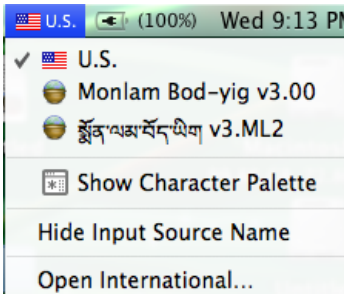 U.S. (100%) Wed 9:13 PM
U.S.
Monlam Bod-yig v3.00
སྨོན་ལམ་བོད་ཡིག v3.ML2
Show Character Palette
Hide Input Source Name
Open International...